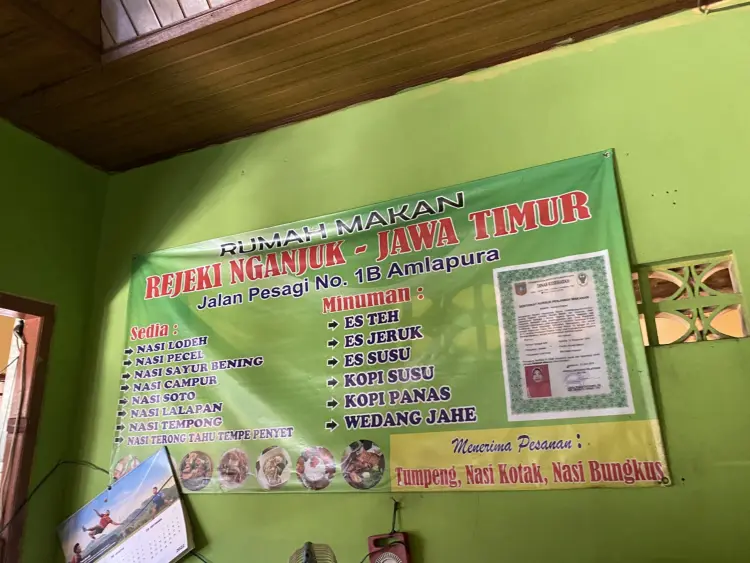 RUMAH MAKAN
REJEKI NGANJUK - JAWA TIMUR
Jalan Pesagi No. 1B Amlapura
Sedia :
NASI LODEH
NASI PECEL
NASI SAYUR BENING
NASI CAMPUR
NASI SOTO
NASI LALAPAN
NASI TEMPONG
NASI TERONG TAHU TEMPE PENYET
Minuman :
ES TEH
ES JERUK
ES SUSU
KOPI SUSU
KOPI PANAS
WEDANG JAHE
DINAS KESEHATAN
Menerima Pesanan :
Tumpeng, Nasi Kotak, Nasi Bungkus